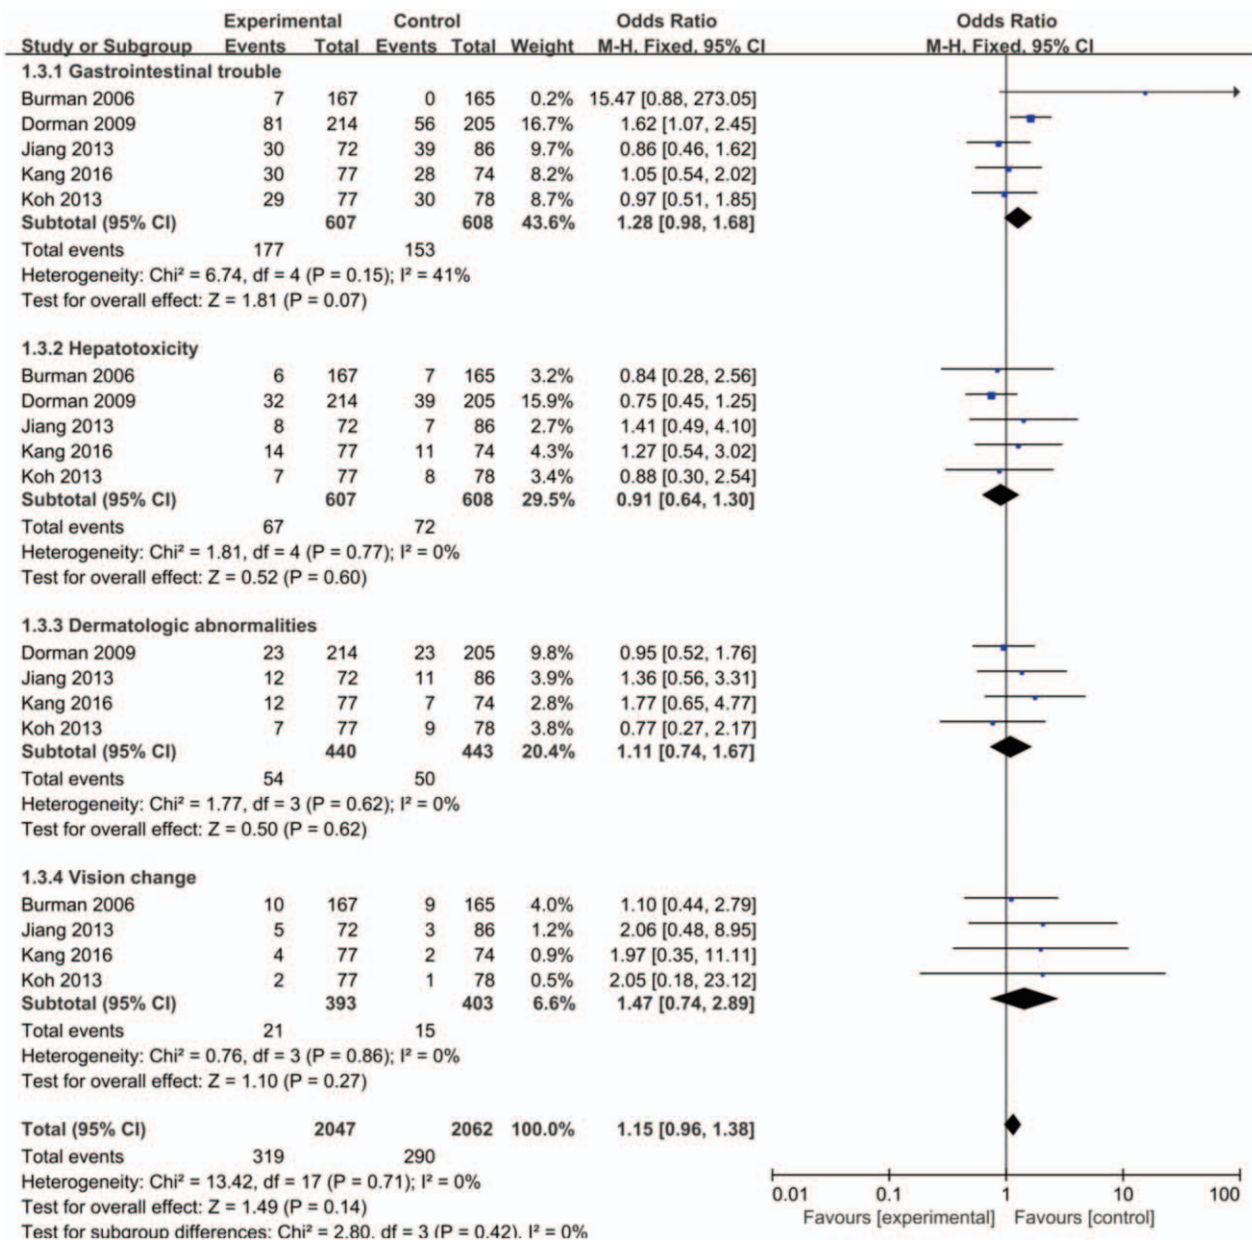 Experimental Control Odds Ratio Odds Ratio
Study or Subgroup Events Total Events Total Weight M-H, Fixed, 95% CI M-H, Fixed, 95% CI
1.3.1 Gastrointestinal trouble
Burman 2006 7 167 0 165 0.2% 15.47 [0.88, 273.05]
Dorman 2009 81 214 56 205 16.7% 1.62 [1.07, 2.45]
Jiang 2013 30 72 39 86 9.7% 0.86 [0.46, 1.62]
Kang 2016 30 77 28 74 8.2% 1.05 [0.54, 2.02]
Koh 2013 29 77 30 78 8.7% 0.97 [0.51, 1.85]
Subtotal (95% CI) 607 608 43.6% 1.28 [0.98, 1.68]
Total events 177 153
Heterogeneity: Chi² = 6.74, df = 4 (P = 0.15); I² = 41%
Test for overall effect: Z = 1.81 (P = 0.07)
1.3.2 Hepatotoxicity
Burman 2006 6 167 7 165 3.2% 0.84 [0.28, 2.56]
Dorman 2009 32 214 39 205 15.9% 0.75 [0.45, 1.25]
Jiang 2013 8 72 7 86 2.7% 1.41 [0.49, 4.10]
Kang 2016 14 77 11 74 4.3% 1.27 [0.54, 3.02]
Koh 2013 7 77 8 78 3.4% 0.88 [0.30, 2.54]
Subtotal (95% CI) 607 608 29.5% 0.91 [0.64, 1.30]
Total events 67 72
Heterogeneity: Chi² = 1.81, df = 4 (P = 0.77); I² = 0%
Test for overall effect: Z = 0.52 (P = 0.60)
1.3.3 Dermatologic abnormalities
Dorman 2009 23 214 23 205 9.8% 0.95 [0.52, 1.76]
Jiang 2013 12 72 11 86 3.9% 1.36 [0.56, 3.31]
Kang 2016 12 77 7 74 2.8% 1.77 [0.65, 4.77]
Koh 2013 7 77 9 78 3.8% 0.77 [0.27, 2.17]
Subtotal (95% CI) 440 443 20.4% 1.11 [0.74, 1.67]
Total events 54 50
Heterogeneity: Chi² = 1.77, df = 3 (P = 0.62); I² = 0%
Test for overall effect: Z = 0.50 (P = 0.62)
1.3.4 Vision change
Burman 2006 10 167 9 165 4.0% 1.10 [0.44, 2.79]
Jiang 2013 5 72 3 86 1.2% 2.06 [0.48, 8.95]
Kang 2016 4 77 2 74 0.9% 1.97 [0.35, 11.11]
Koh 2013 2 77 1 78 0.5% 2.05 [0.18, 23.12]
Subtotal (95% CI) 393 403 6.6% 1.47 [0.74, 2.89]
Total events 21 15
Heterogeneity: Chi² = 0.76, df = 3 (P = 0.86); I² = 0%
Test for overall effect: Z = 1.10 (P = 0.27)
Total (95% CI) 2047 2062 100.0% 1.15 [0.96, 1.38]
Total events 319 290
Heterogeneity: Chi² = 13.42, df = 17 (P = 0.71); I² = 0%
Test for overall effect: Z = 1.49 (P = 0.14)
Test for subgroup differences: Chi² = 2.80, df = 3 (P = 0.42), I² = 0%
0.01 0.1 1 10 100
Favours [experimental] Favours [control]